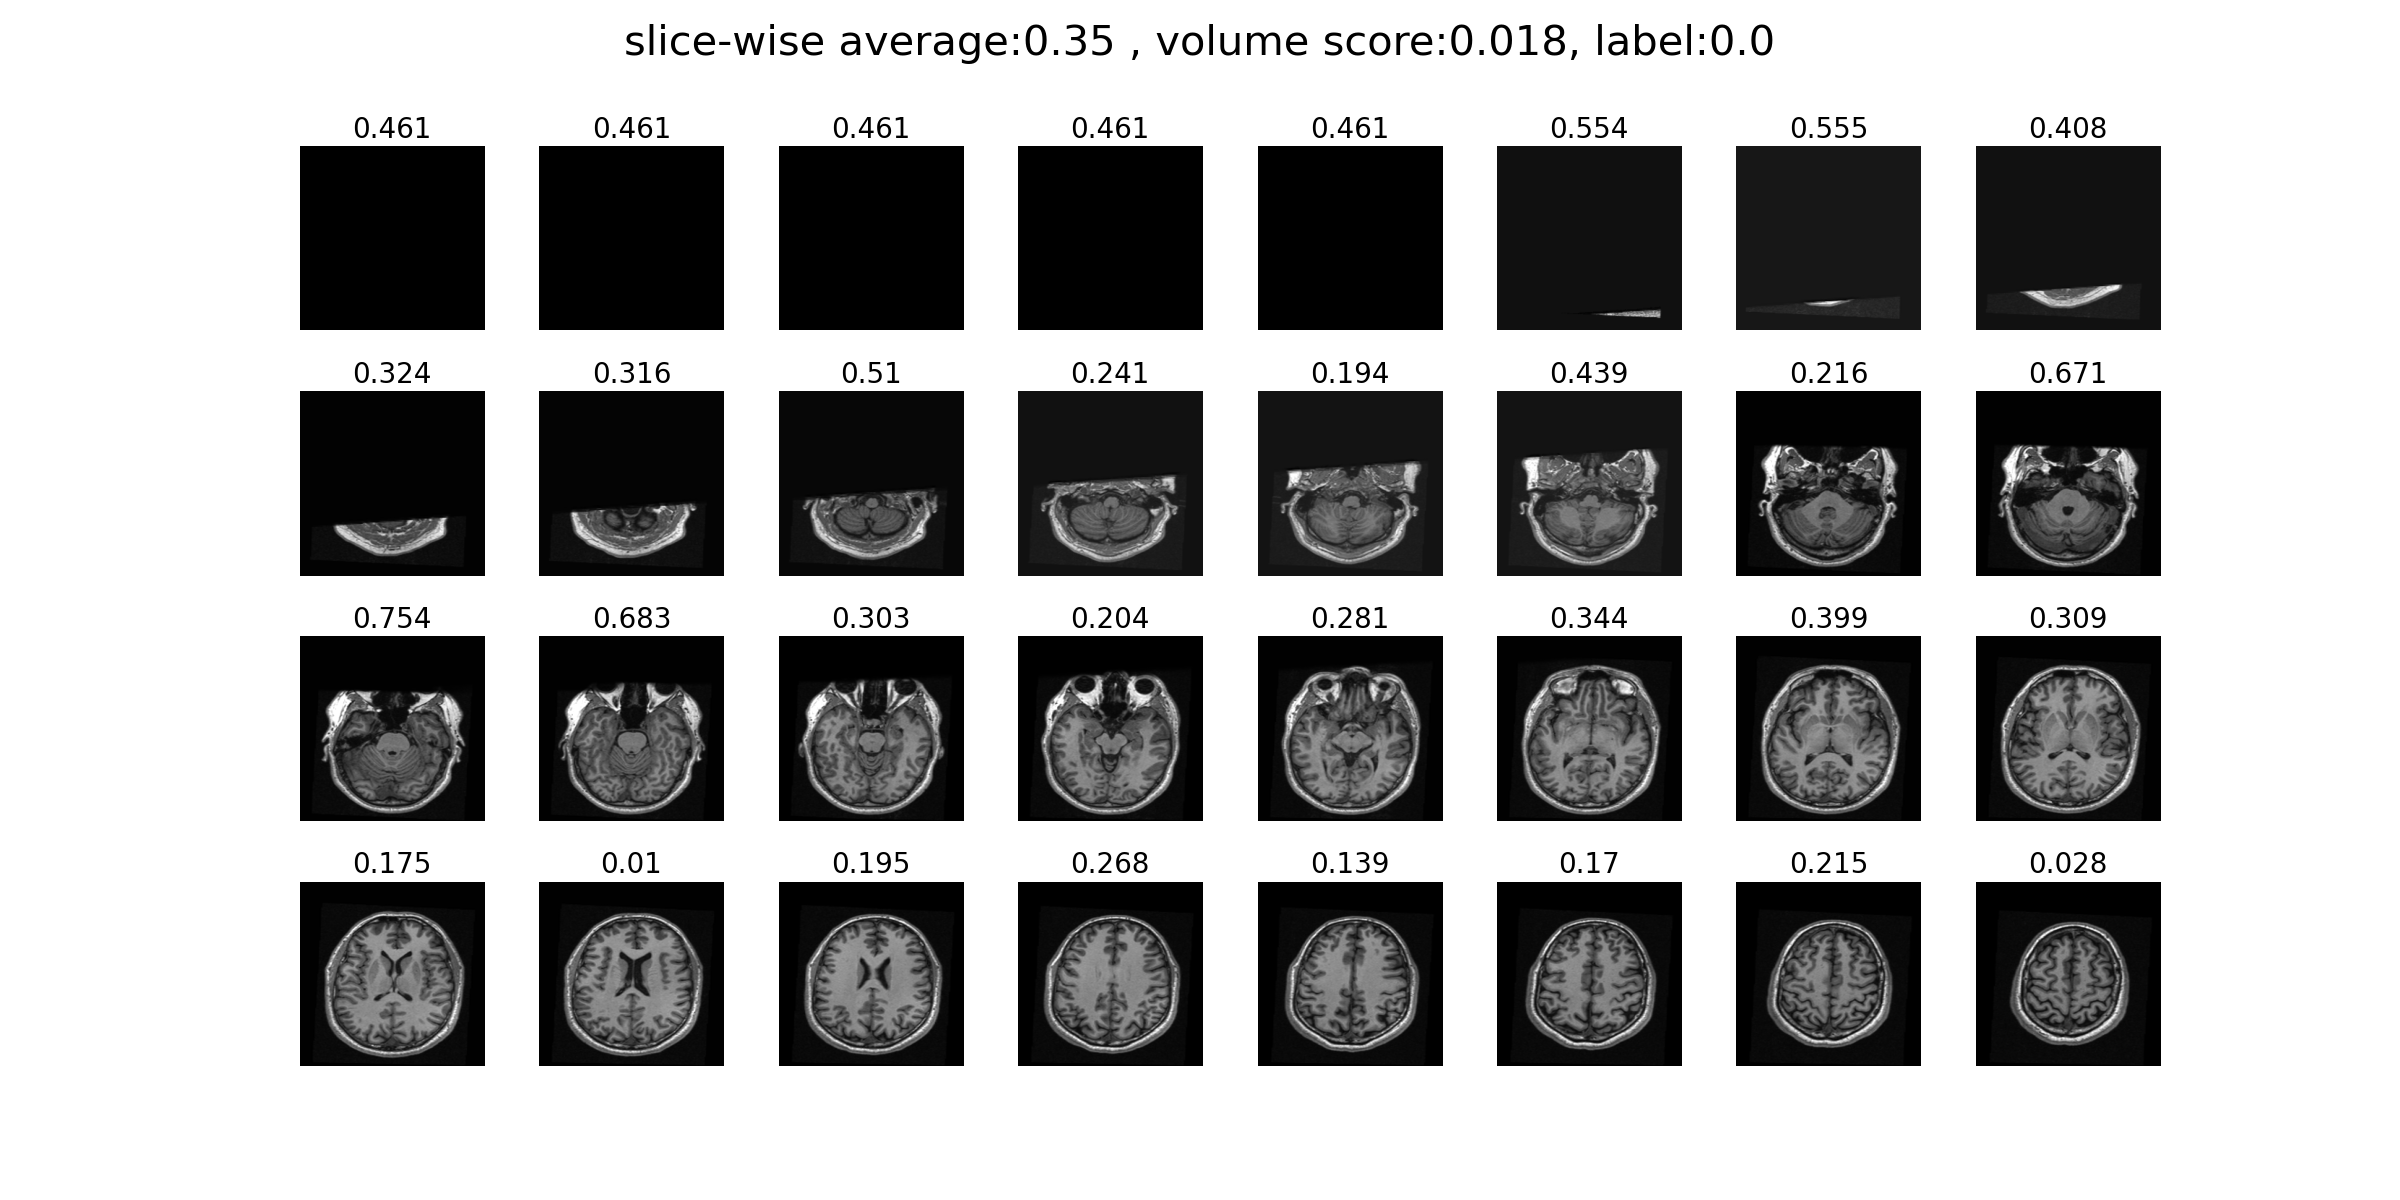 slice-wise average:0.35 , volume score:0.018, label:0.0
0.461 0.461 0.461 0.461 0.461 0.554 0.555 0.408
0.324 0.316 0.51 0.241 0.194 0.439 0.216 0.671
0.754 0.683 0.303 0.204 0.281 0.344 0.399 0.309
0.175 0.01 0.195 0.268 0.139 0.17 0.215 0.028